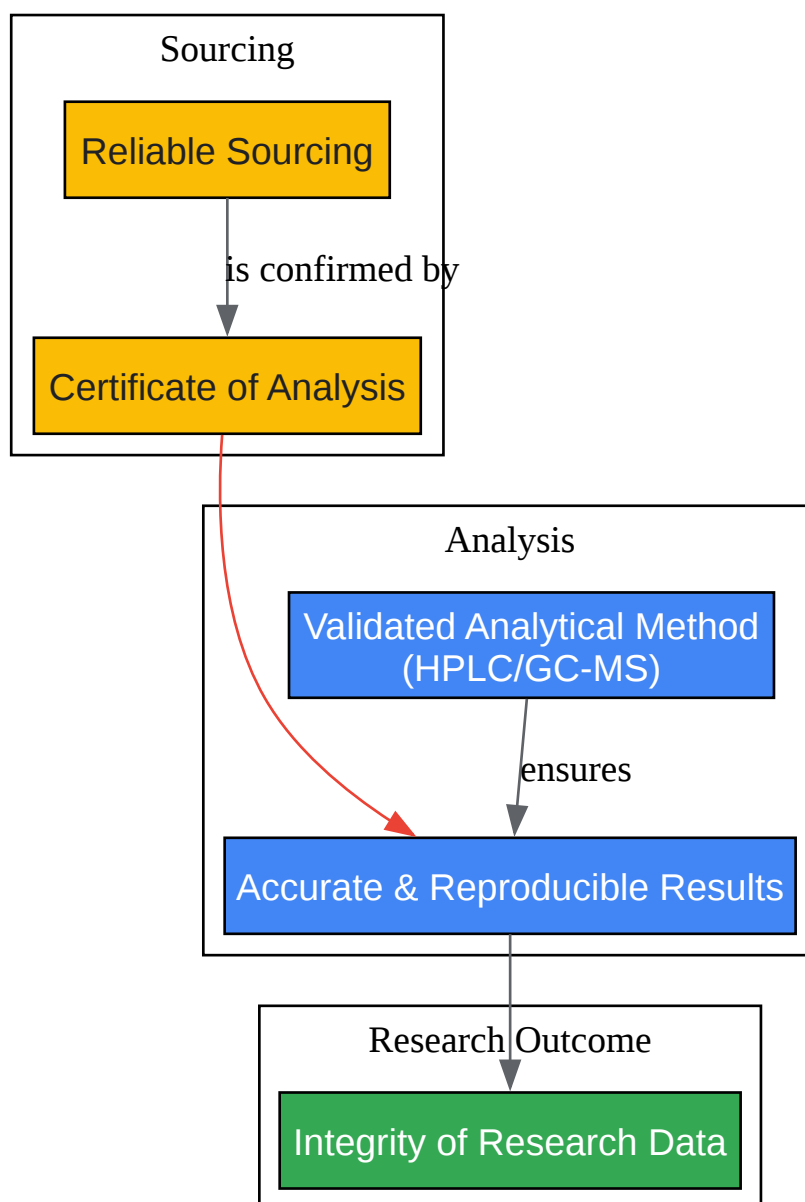 Sourcing
Reliable Sourcing
is confirmed by
Certificate of Analysis
Analysis
Validated Analytical Method
(HPLC/GC-MS)
ensures
Accurate & Reproducible Results
Research Outcome
Integrity of Research Data